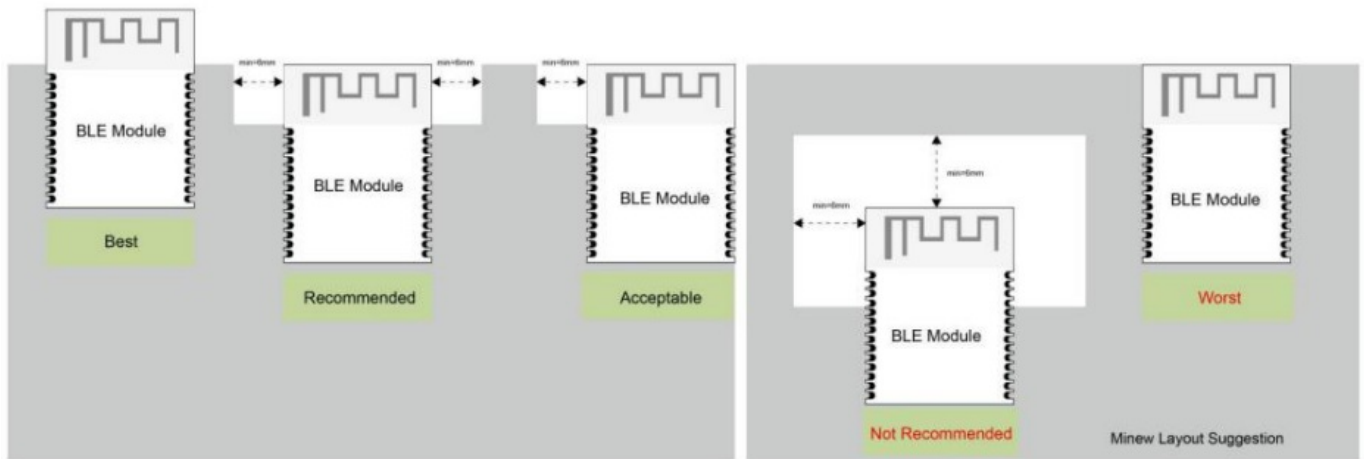 min=6mm
min=6mm
min=6mm
BLE Module
Best
BLE Module
Recommended
BLE Module
Acceptable
min=6mm
min=6mm
BLE Module
Not Recommended
BLE Module
Worst
Minew Layout Suggestion